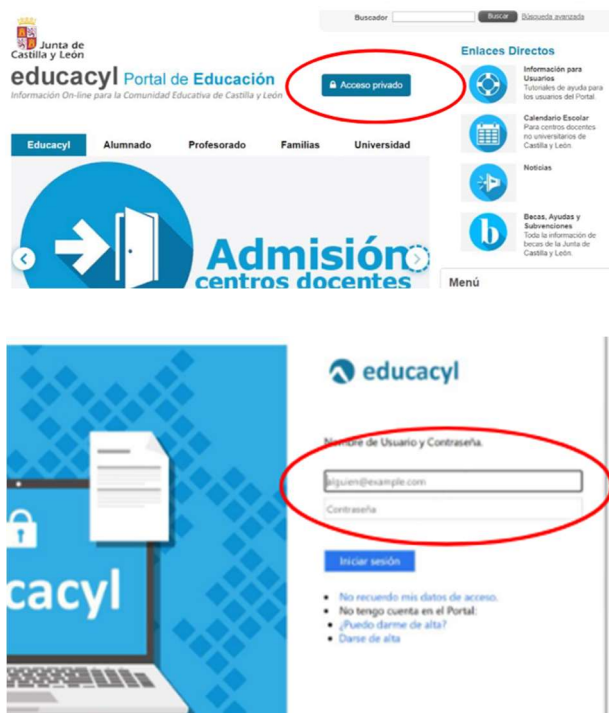 Buscador Buscar Búsqueda avanzada
Junta de
Castilla y León
educacyl Portal de Educación
Información On-line para la Comunidad Educativa de Castilla y León
Acceso privado
Educacyl Alumnado Profesorado Familias Universidad
Admisión
centros docentes
Enlaces Directos
Información para
Usuarios
Tutoriales de ayuda para
los usuarios del Portal.
Calendario Escolar
Para centros docentes
no universitarios de
Castilla y León.
Noticias
Becas, Ayudas y
Subvenciones
Toda la información de
becas de la Junta de
Castilla y León.
Menú
cacyl
educacyl
Nombre de Usuario y Contraseña.
alguien@example.com
Contraseña
Iniciar sesión
No recuerdo mis datos de acceso.
No tengo cuenta en el Portal:
¿Puedo darme de alta?
Darse de alta